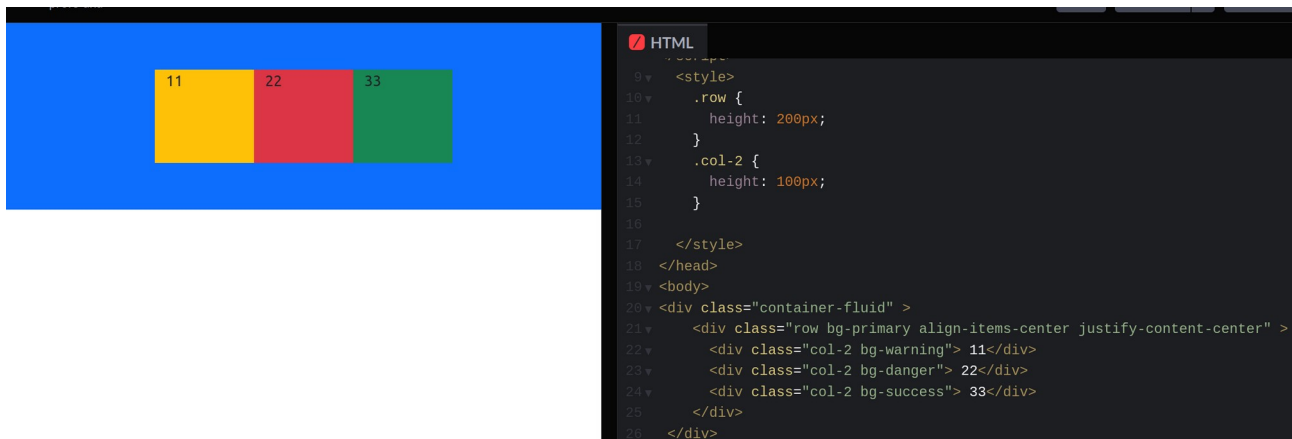 11 22 33
HTML
9 <style>
10 .row {
11 height: 200px;
12 }
13 .col-2 {
14 height: 100px;
15 }
16
17 </style>
18 </head>
19 <body>
20 <div class="container-fluid" >
21 <div class="row bg-primary align-items-center justify-content-center" >
22 <div class="col-2 bg-warning"> 11</div>
23 <div class="col-2 bg-danger"> 22</div>
24 <div class="col-2 bg-success"> 33</div>
25 </div>
26 </div>